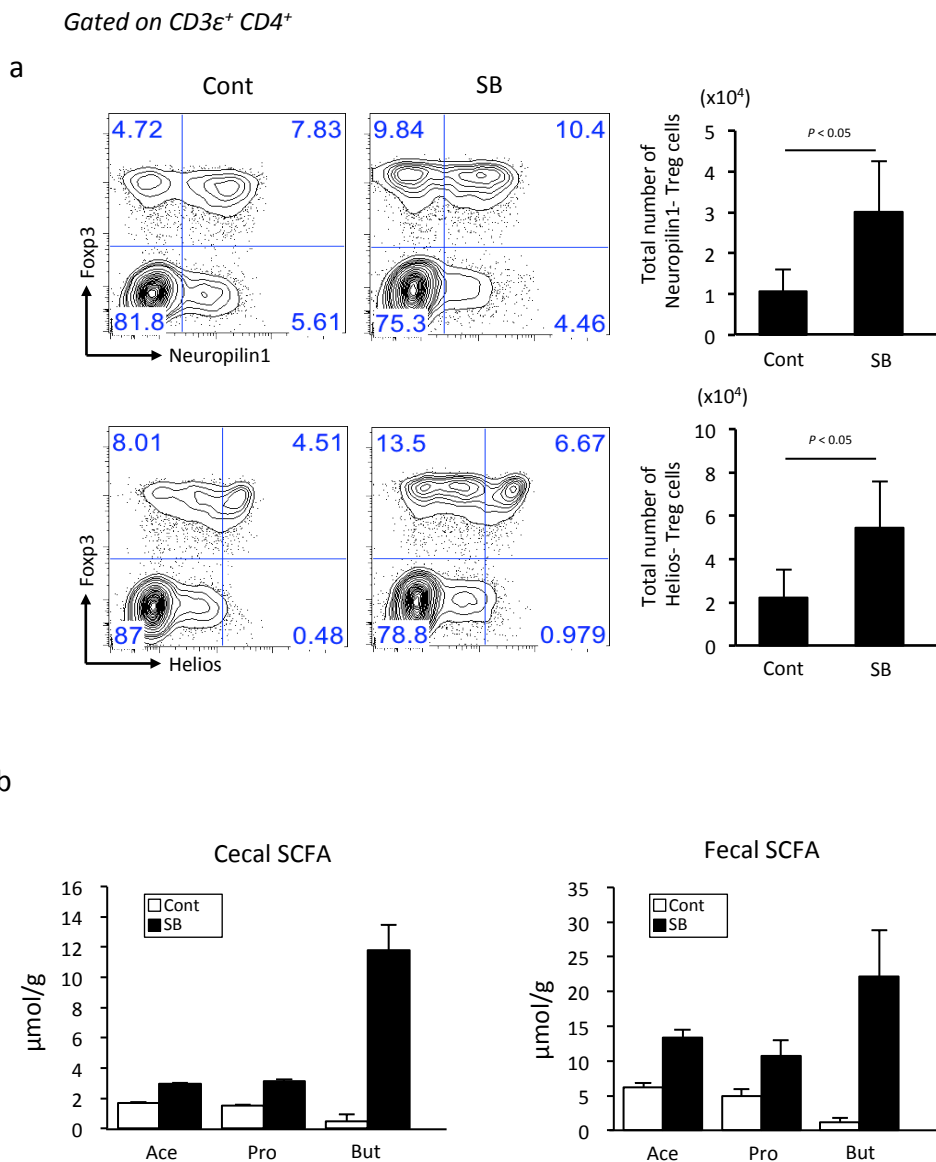 Gated on CD3ε⁺ CD4⁺
a
Cont
SB
4.72
7.83
81.8
5.61
9.84
10.4
75.3
4.46
Foxp3
Neuropilin1
(x10⁴)
Total number of
Neuropilin1- Treg cells
5
4
3
2
1
0
P < 0.05
Cont
SB
8.01
4.51
87
0.48
13.5
6.67
78.8
0.979
Foxp3
Helios
(x10⁴)
Total number of
Helios- Treg cells
10
8
6
4
2
0
P < 0.05
Cont
SB
b
Cecal SCFA
Cont
SB
μmol/g
16
14
12
10
8
6
4
2
0
Ace
Pro
But
Fecal SCFA
Cont
SB
μmol/g
35
30
25
20
15
10
5
0
Ace
Pro
But